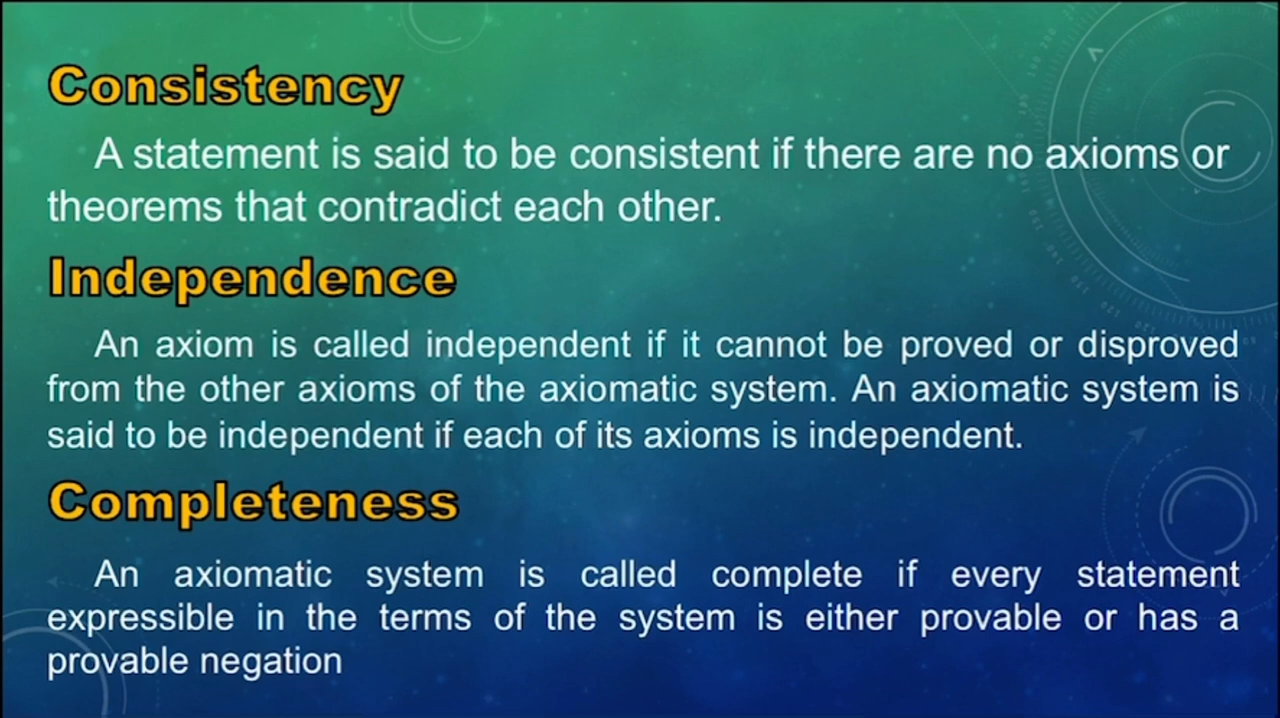 Consistency
A statement is said to be consistent if there are no axioms or
theorems that contradict each other.
Independence
An axiom is called independent if it cannot be proved or disproved
from the other axioms of the axiomatic system. An axiomatic system is
said to be independent if each of its axioms is independent.
Completeness
An axiomatic system is called complete if every statement
expressible in the terms of the system is either provable or has a
provable negation